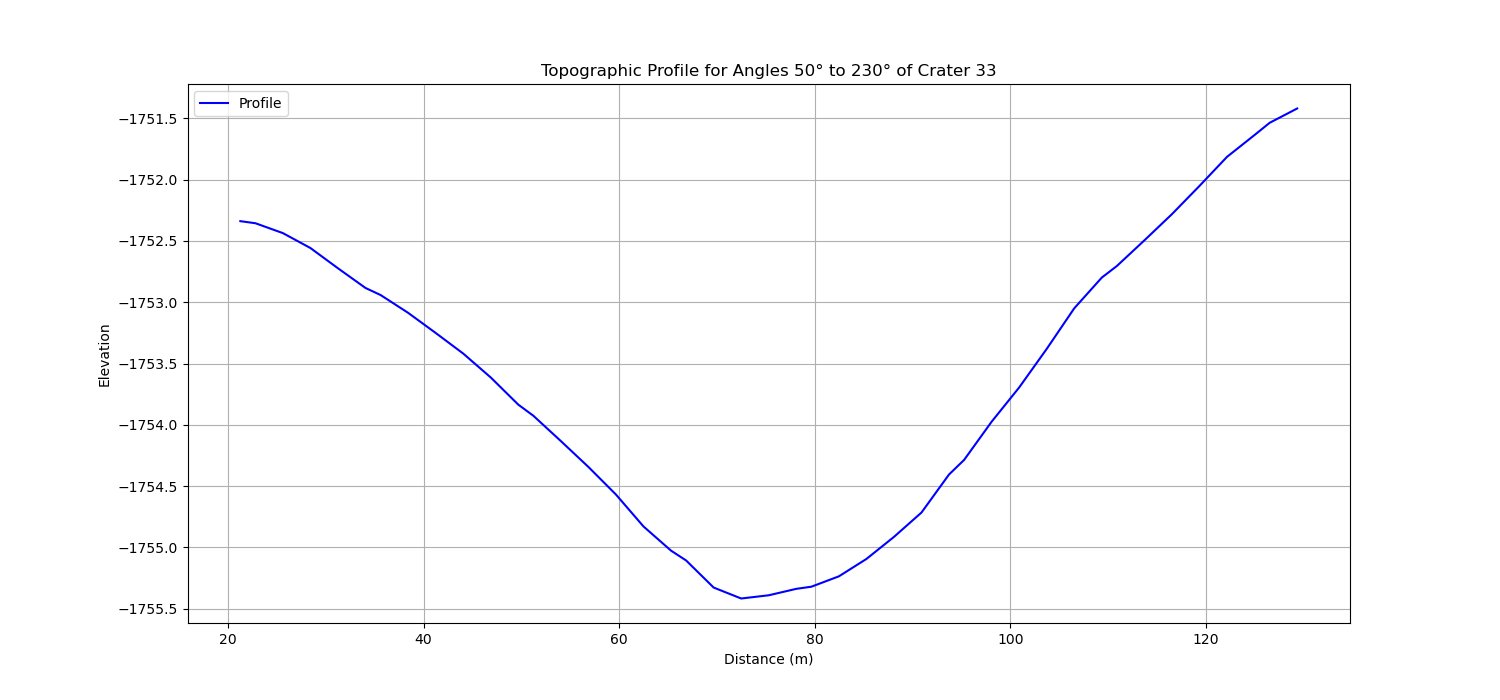 Topographic Profile for Angles 50° to 230° of Crater 33
Profile
−1751.5
−1752.0
−1752.5
−1753.0
−1753.5
−1754.0
−1754.5
−1755.0
−1755.5
Elevation
20 40 60 80 100 120
Distance (m)